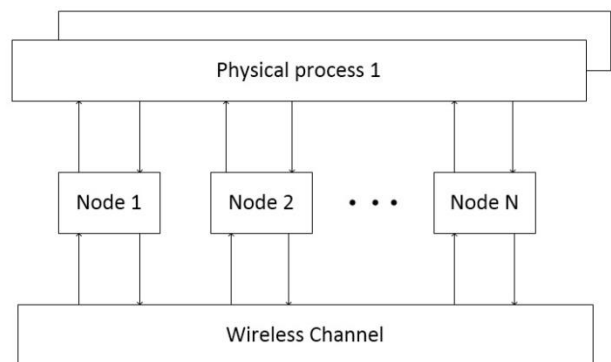 Physical process 1
Node 1
Node 2
• • •
Node N
Wireless Channel